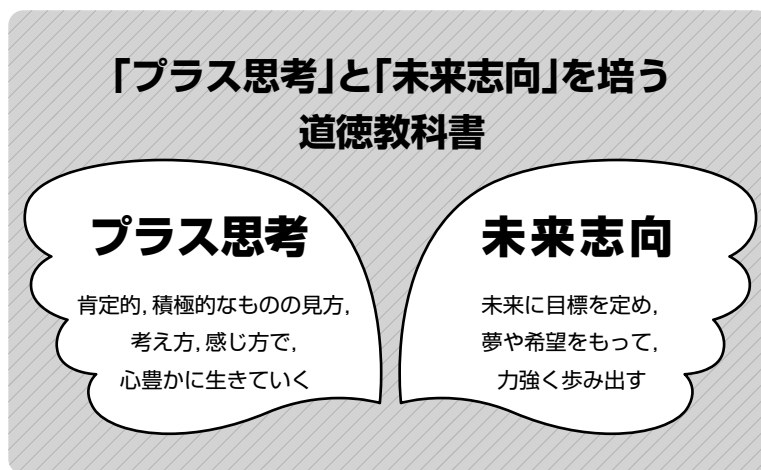 「プラス思考」と「未来志向」を培う
道徳教科書
プラス思考
肯定的,積極的なものの見方,
考え方,感じ方で,
心豊かに生きていく
未来志向
未来に目標を定め,
夢や希望をもって,
力強く歩み出す